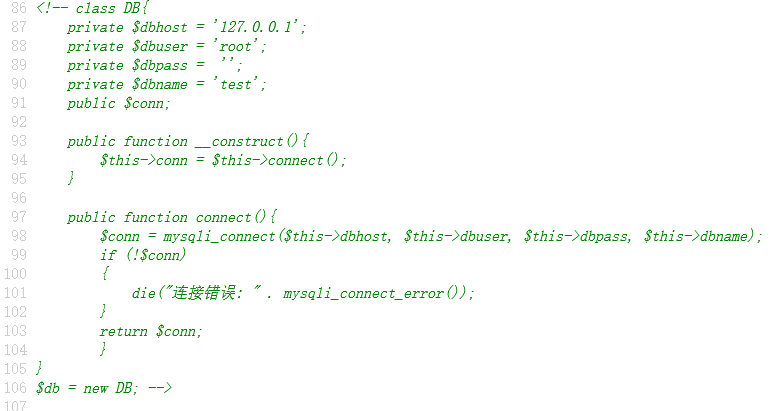 86 <!-- class DB{
87     private $dbhost = '127.0.0.1';
88     private $dbuser = 'root';
89     private $dbpass =  '';
90     private $dbname = 'test';
91     public $conn;
92
93     public function __construct(){
94         $this->conn = $this->connect();
95     }
96
97     public function connect(){
98         $conn = mysqli_connect($this->dbhost, $this->dbuser, $this->dbpass, $this->dbname);
99         if (!$conn)
100         {
101             die("连接错误: " . mysqli_connect_error());
102         }
103         return $conn;
104         }
105 }
106 $db = new DB; -->
107